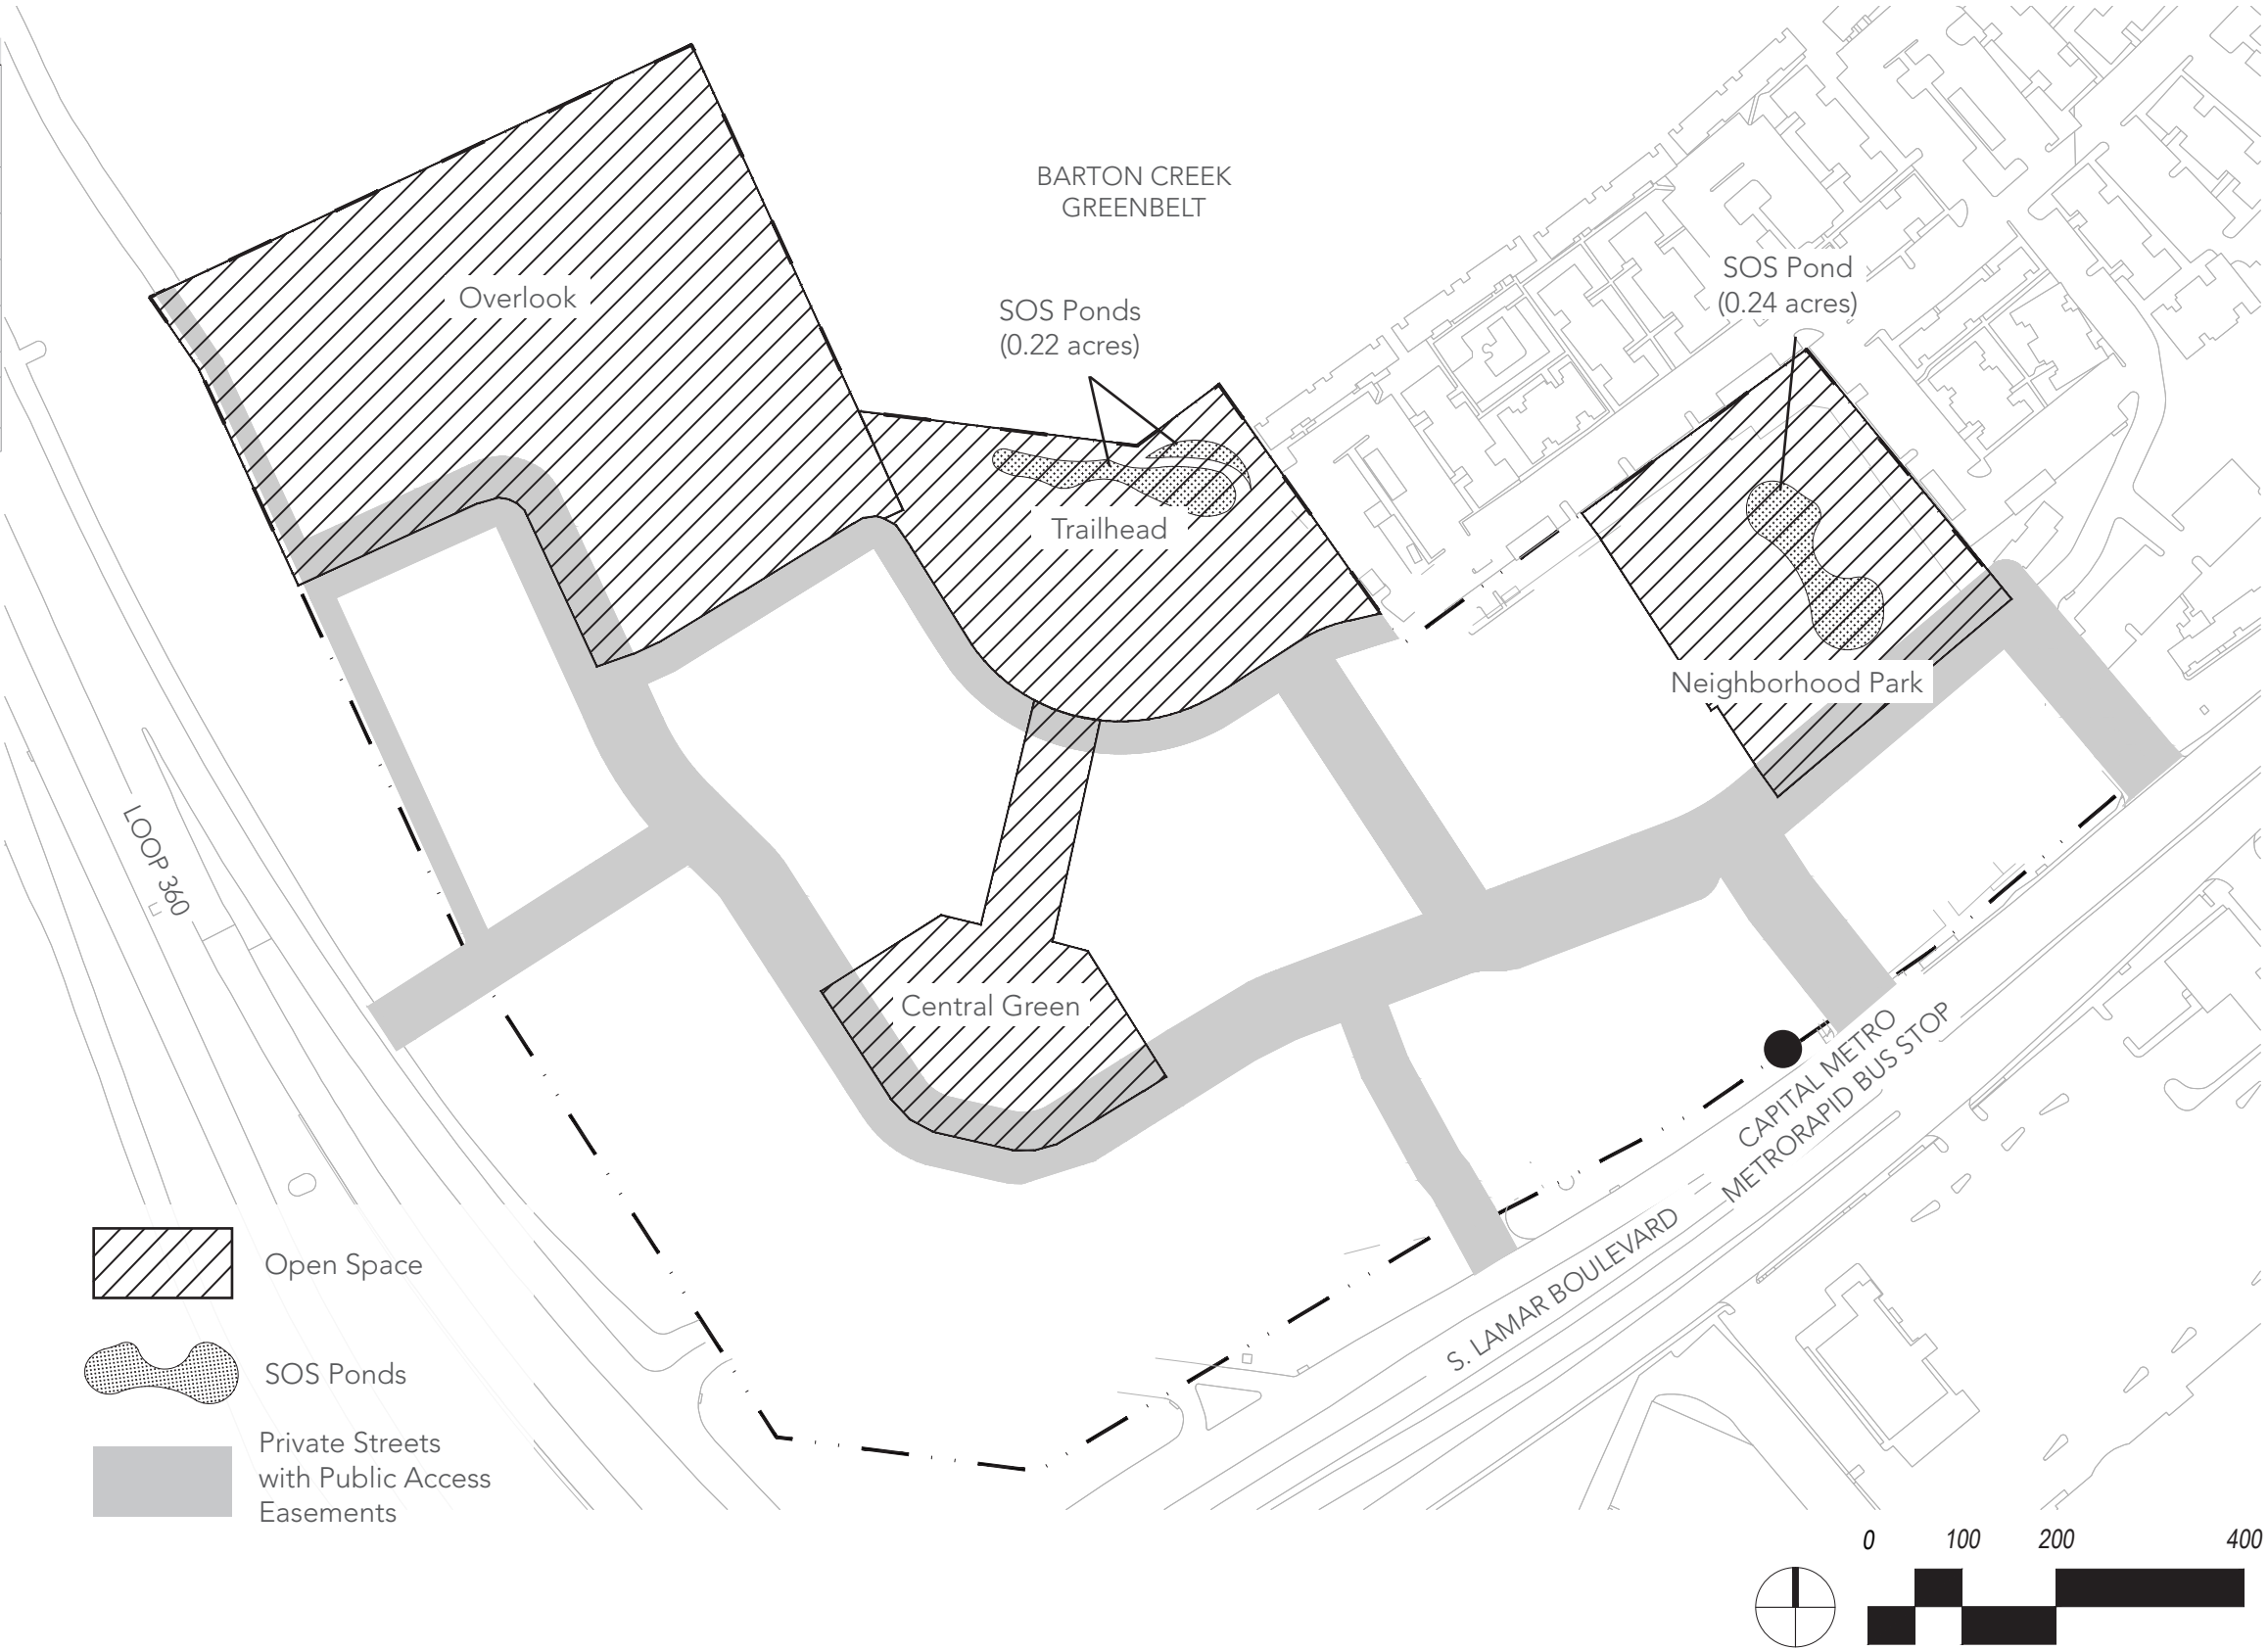 BARTON CREEK
GREENBELT
Overlook
SOS Ponds
(0.22 acres)
SOS Pond
(0.24 acres)
Trailhead
Neighborhood Park
LOOP 360
Central Green
CAPITAL METRO
METRORAPID BUS STOP
S. LAMAR BOULEVARD
Open Space
SOS Ponds
Private Streets
with Public Access
Easements
0 100 200 400